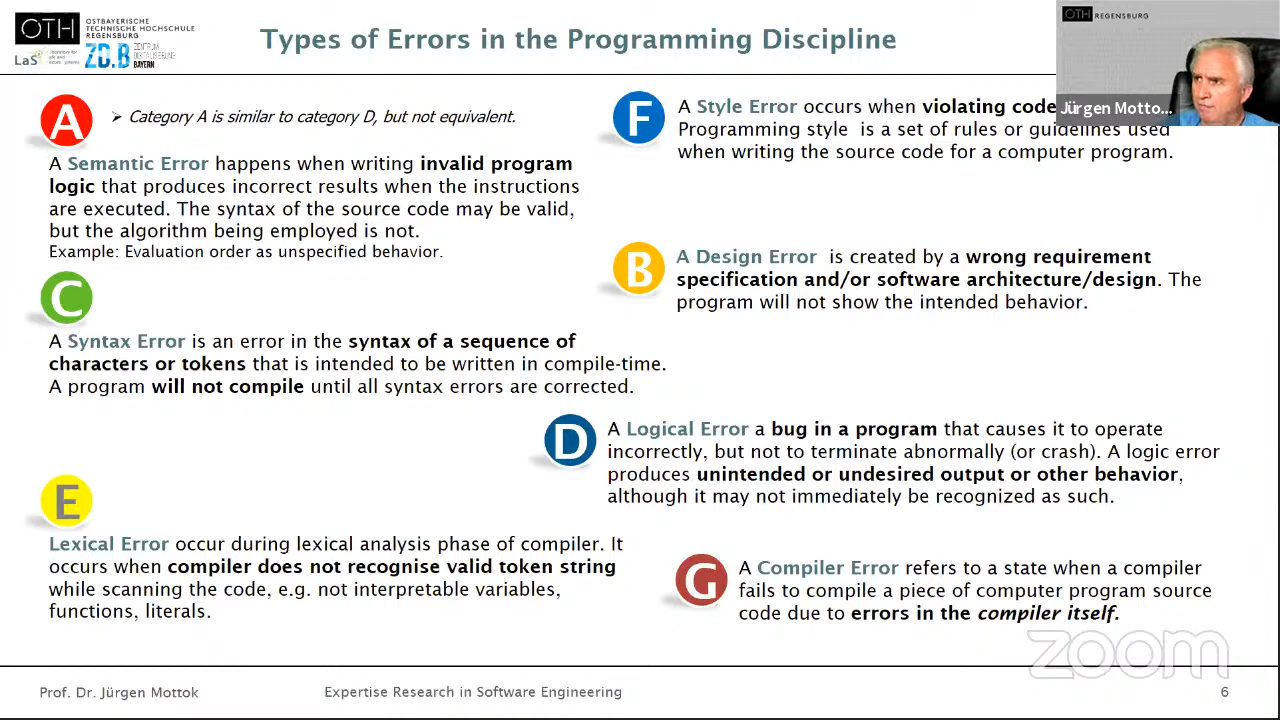 OTH
OSTBAYERISCHE
TECHNISCHE HOCHSCHULE
REGENSBURG
LaS³
ZD.B
ZENTRUM
DIGITALISIERUNG
BAYERN
Types of Errors in the Programming Discipline
OTH REGENSBURG
Jürgen Motto...
A
➢ Category A is similar to category D, but not equivalent.
A Semantic Error happens when writing invalid program
logic that produces incorrect results when the instructions
are executed. The syntax of the source code may be valid,
but the algorithm being employed is not.
Example: Evaluation order as unspecified behavior.
F
A Style Error occurs when violating code
Programming style is a set of rules or guidelines used
when writing the source code for a computer program.
B
A Design Error is created by a wrong requirement
specification and/or software architecture/design. The
program will not show the intended behavior.
C
A Syntax Error is an error in the syntax of a sequence of
characters or tokens that is intended to be written in compile-time.
A program will not compile until all syntax errors are corrected.
D
A Logical Error a bug in a program that causes it to operate
incorrectly, but not to terminate abnormally (or crash). A logic error
produces unintended or undesired output or other behavior,
although it may not immediately be recognized as such.
E
Lexical Error occur during lexical analysis phase of compiler. It
occurs when compiler does not recognise valid token string
while scanning the code, e.g. not interpretable variables,
functions, literals.
G
A Compiler Error refers to a state when a compiler
fails to compile a piece of computer program source
code due to errors in the compiler itself.
zoom
Prof. Dr. Jürgen Mottok
Expertise Research in Software Engineering
6